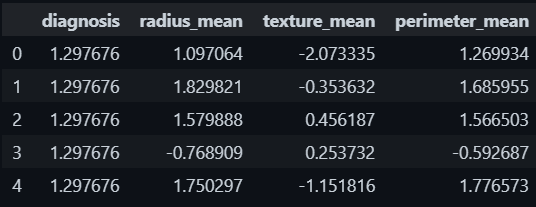 diagnosis radius_mean texture_mean perimeter_mean
0 1.297676 1.097064 -2.073335 1.269934
1 1.297676 1.829821 -0.353632 1.685955
2 1.297676 1.579888 0.456187 1.566503
3 1.297676 -0.768909 0.253732 -0.592687
4 1.297676 1.750297 -1.151816 1.776573